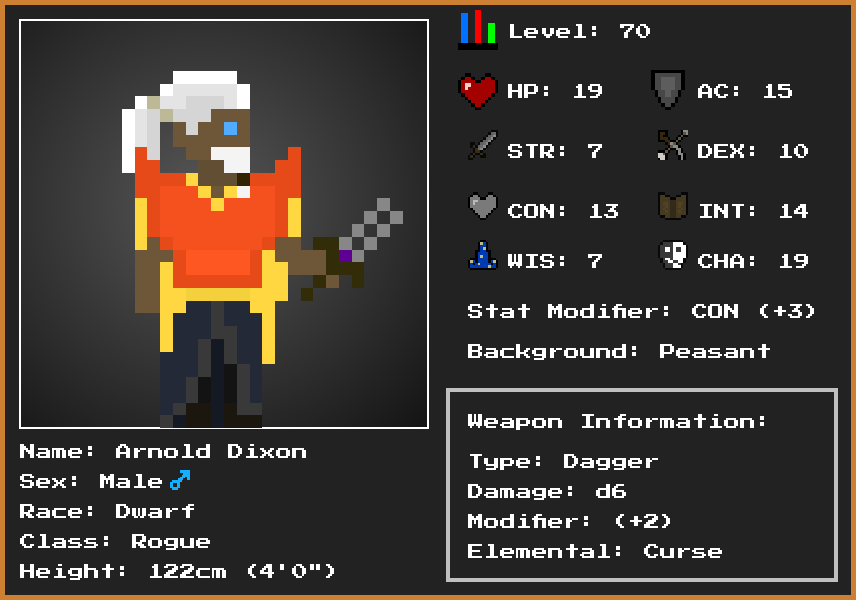 Level: 70
HP: 19
AC: 15
STR: 7
DEX: 10
CON: 13
INT: 14
WIS: 7
CHA: 19
Stat Modifier: CON (+3)
Background: Peasant
Weapon Information:
Type: Dagger
Damage: d6
Modifier: (+2)
Elemental: Curse
Name: Arnold Dixon
Sex: Male ♂
Race: Dwarf
Class: Rogue
Height: 122cm (4'0")